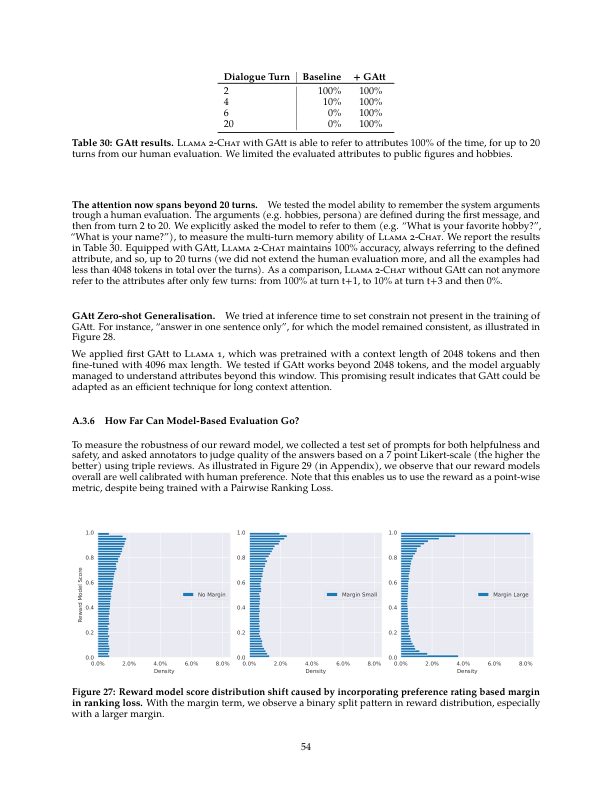 Dialogue Turn Baseline + GAtt
2 100% 100%
4 10% 100%
6 0% 100%
20 0% 100%
Table 30: GAtt results. Llama 2-Chat with GAtt is able to refer to attributes 100% of the time, for up to 20
turns from our human evaluation. We limited the evaluated attributes to public figures and hobbies.
The attention now spans beyond 20 turns. We tested the model ability to remember the system arguments
trough a human evaluation. The arguments (e.g. hobbies, persona) are defined during the first message, and
then from turn 2 to 20. We explicitly asked the model to refer to them (e.g. “What is your favorite hobby?”,
“What is your name?”), to measure the multi-turn memory ability of Llama 2-Chat. We report the results
in Table 30. Equipped with GAtt, Llama 2-Chat maintains 100% accuracy, always referring to the defined
attribute, and so, up to 20 turns (we did not extend the human evaluation more, and all the examples had
less than 4048 tokens in total over the turns). As a comparison, Llama 2-Chat without GAtt can not anymore
refer to the attributes after only few turns: from 100% at turn t+1, to 10% at turn t+3 and then 0%.
GAtt Zero-shot Generalisation. We tried at inference time to set constrain not present in the training of
GAtt. For instance, “answer in one sentence only”, for which the model remained consistent, as illustrated in
Figure 28.
We applied first GAtt to Llama 1, which was pretrained with a context length of 2048 tokens and then
fine-tuned with 4096 max length. We tested if GAtt works beyond 2048 tokens, and the model arguably
managed to understand attributes beyond this window. This promising result indicates that GAtt could be
adapted as an efficient technique for long context attention.
A.3.6 How Far Can Model-Based Evaluation Go?
To measure the robustness of our reward model, we collected a test set of prompts for both helpfulness and
safety, and asked annotators to judge quality of the answers based on a 7 point Likert-scale (the higher the
better) using triple reviews. As illustrated in Figure 29 (in Appendix), we observe that our reward models
overall are well calibrated with human preference. Note that this enables us to use the reward as a point-wise
metric, despite being trained with a Pairwise Ranking Loss.
Reward Model Score
1.0
0.8
0.6
0.4
0.2
0.0
0.0% 2.0% 4.0% 6.0% 8.0%
Density
No Margin
1.0
0.8
0.6
0.4
0.2
0.0
0.0% 2.0% 4.0% 6.0% 8.0%
Density
Margin Small
1.0
0.8
0.6
0.4
0.2
0.0
0.0% 2.0% 4.0% 6.0% 8.0%
Density
Margin Large
Figure 27: Reward model score distribution shift caused by incorporating preference rating based margin
in ranking loss. With the margin term, we observe a binary split pattern in reward distribution, especially
with a larger margin.
54